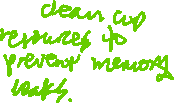 clean up
resources to
prevent memory
leaks.